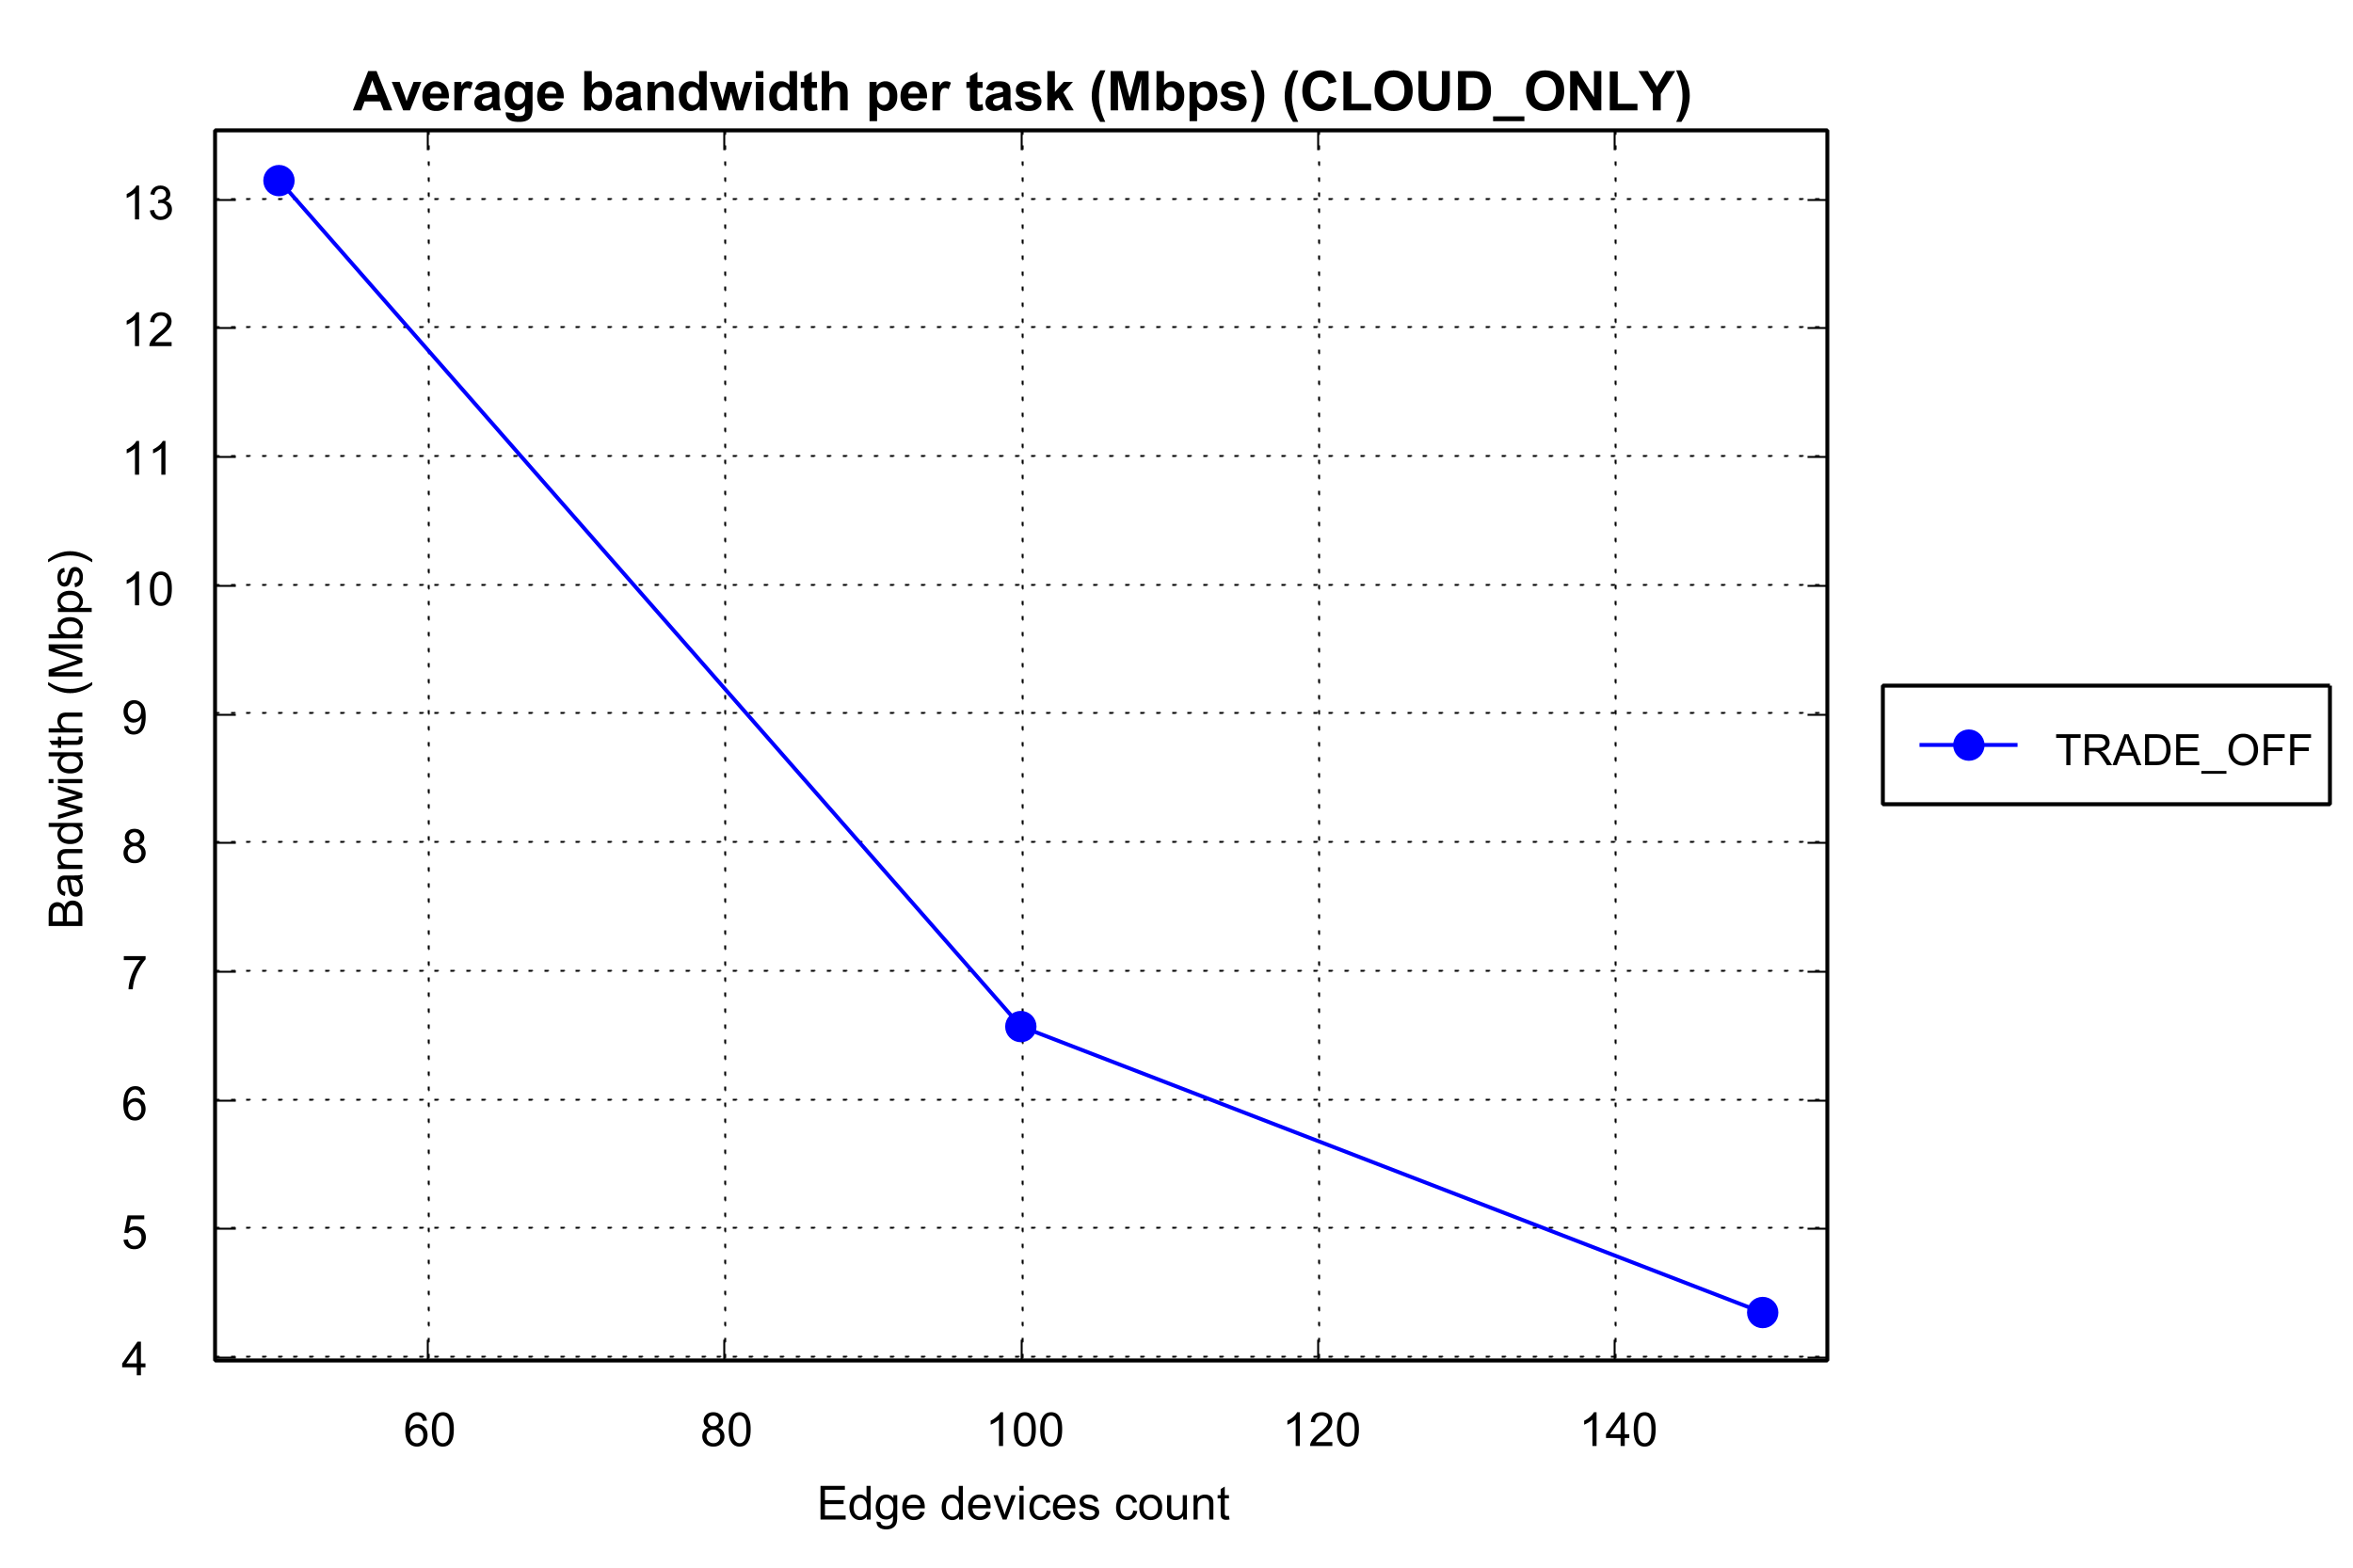 Average bandwidth per task (Mbps) (CLOUD_ONLY)
13
12
11
10
9
8
7
6
5
4
Bandwidth (Mbps)
60 80 100 120 140
Edge devices count
TRADE_OFF